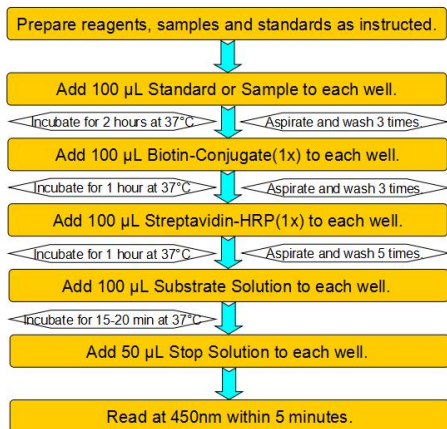 Prepare reagents, samples and standards as instructed.
Add 100 µL Standard or Sample to each well.
Incubate for 2 hours at 37°C
Aspirate and wash 3 times
Add 100 µL Biotin-Conjugate(1x) to each well.
Incubate for 1 hour at 37°C
Aspirate and wash 3 times
Add 100 µL Streptavidin-HRP(1x) to each well.
Incubate for 1 hour at 37°C
Aspirate and wash 5 times
Add 100 µL Substrate Solution to each well.
Incubate for 15-20 min at 37°C
Add 50 µL Stop Solution to each well.
Read at 450nm within 5 minutes.